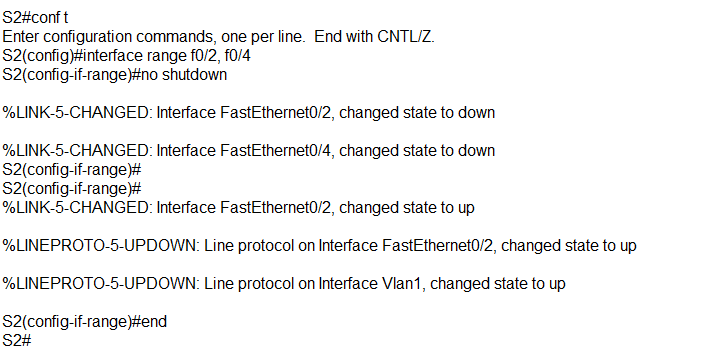 S2#conf t
Enter configuration commands, one per line.  End with CNTL/Z.
S2(config)#interface range f0/2, f0/4
S2(config-if-range)#no shutdown
%LINK-5-CHANGED: Interface FastEthernet0/2, changed state to down
%LINK-5-CHANGED: Interface FastEthernet0/4, changed state to down
S2(config-if-range)#
S2(config-if-range)#
%LINK-5-CHANGED: Interface FastEthernet0/2, changed state to up
%LINEPROTO-5-UPDOWN: Line protocol on Interface FastEthernet0/2, changed state to up
%LINEPROTO-5-UPDOWN: Line protocol on Interface Vlan1, changed state to up
S2(config-if-range)#end
S2#